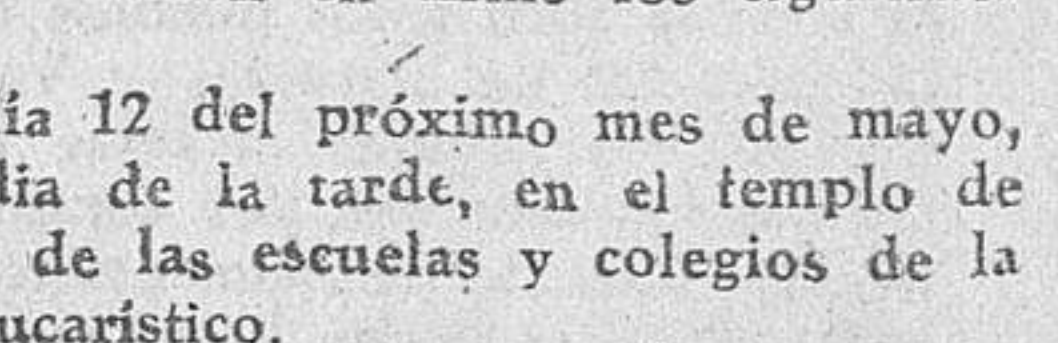 ía 12 del próximo mes de mayo,
dia de la tarde, en el templo de
de las escuelas y colegios de la
ucarístico.